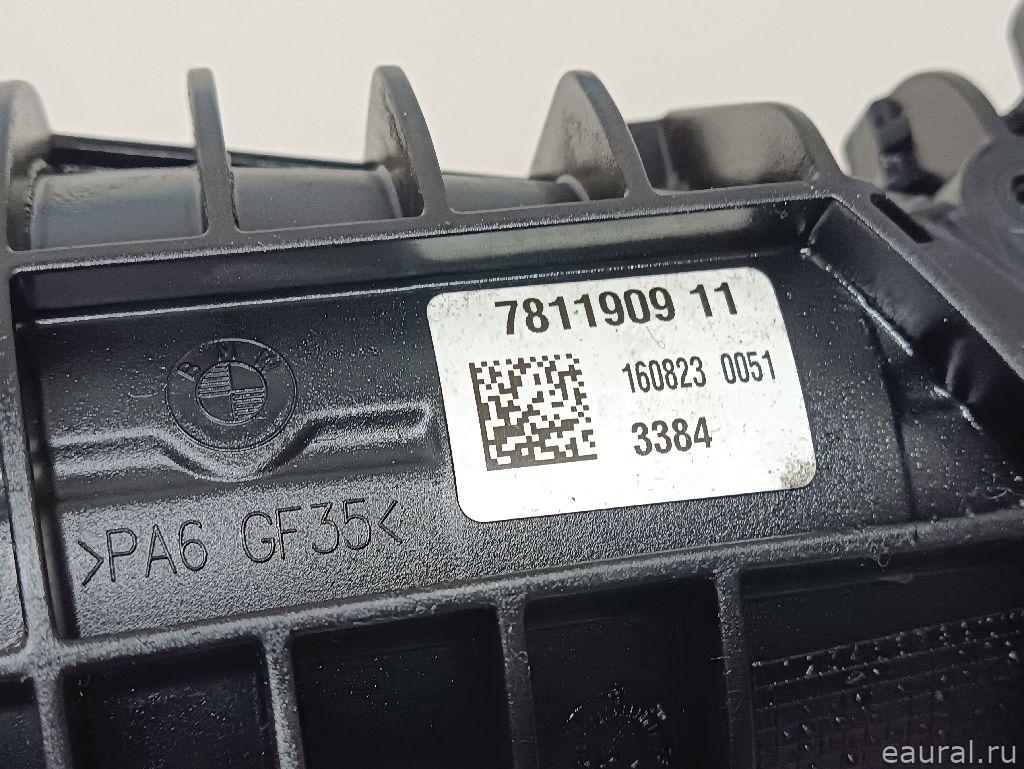 7811909 11
160823 0051
3384
BMW
>PA6 GF35<
eaural.ru